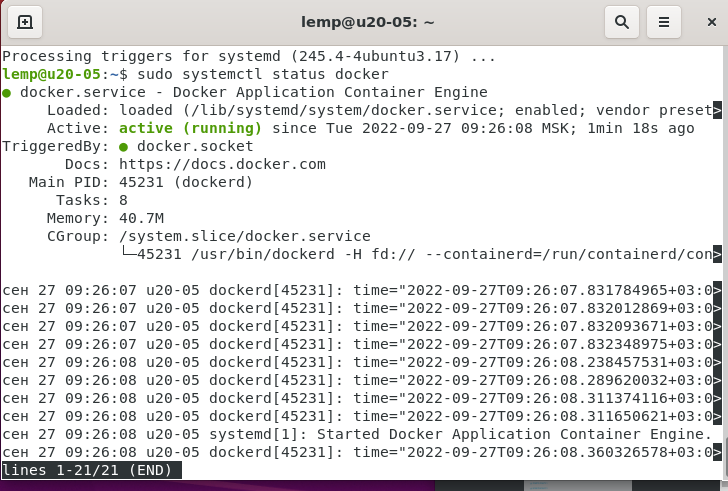 lemp@u20-05: ~
Processing triggers for systemd (245.4-4ubuntu3.17) ...
lemp@u20-05:~$ sudo systemctl status docker
● docker.service - Docker Application Container Engine
     Loaded: loaded (/lib/systemd/system/docker.service; enabled; vendor preset>
     Active: active (running) since Tue 2022-09-27 09:26:08 MSK; 1min 18s ago
TriggeredBy: ● docker.socket
       Docs: https://docs.docker.com
   Main PID: 45231 (dockerd)
      Tasks: 8
     Memory: 40.7M
     CGroup: /system.slice/docker.service
             └─45231 /usr/bin/dockerd -H fd:// --containerd=/run/containerd/con>
сен 27 09:26:07 u20-05 dockerd[45231]: time="2022-09-27T09:26:07.831784965+03:0>
сен 27 09:26:07 u20-05 dockerd[45231]: time="2022-09-27T09:26:07.832012869+03:0>
сен 27 09:26:07 u20-05 dockerd[45231]: time="2022-09-27T09:26:07.832093671+03:0>
сен 27 09:26:07 u20-05 dockerd[45231]: time="2022-09-27T09:26:07.832348975+03:0>
сен 27 09:26:08 u20-05 dockerd[45231]: time="2022-09-27T09:26:08.238457531+03:0>
сен 27 09:26:08 u20-05 dockerd[45231]: time="2022-09-27T09:26:08.289620032+03:0>
сен 27 09:26:08 u20-05 dockerd[45231]: time="2022-09-27T09:26:08.311374116+03:0>
сен 27 09:26:08 u20-05 dockerd[45231]: time="2022-09-27T09:26:08.311650621+03:0>
сен 27 09:26:08 u20-05 systemd[1]: Started Docker Application Container Engine.
сен 27 09:26:08 u20-05 dockerd[45231]: time="2022-09-27T09:26:08.360326578+03:0>
lines 1-21/21 (END)